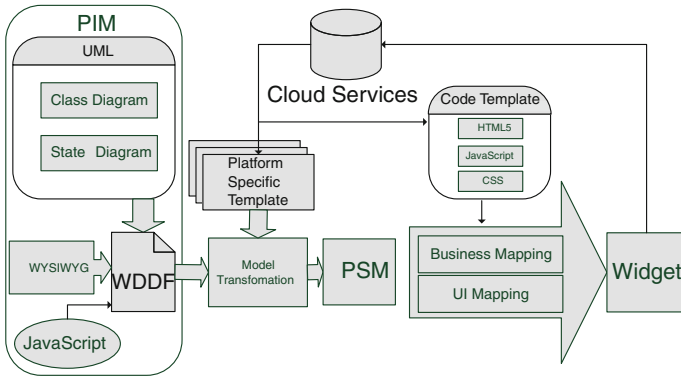 PIM
UML
Class Diagram
State Diagram
WYSIWYG
WDDF
JavaScript
Cloud Services
Platform
Specific
Template
Model
Transfomation
PSM
Code Template
HTML5
JavaScript
CSS
Business Mapping
UI Mapping
Widget